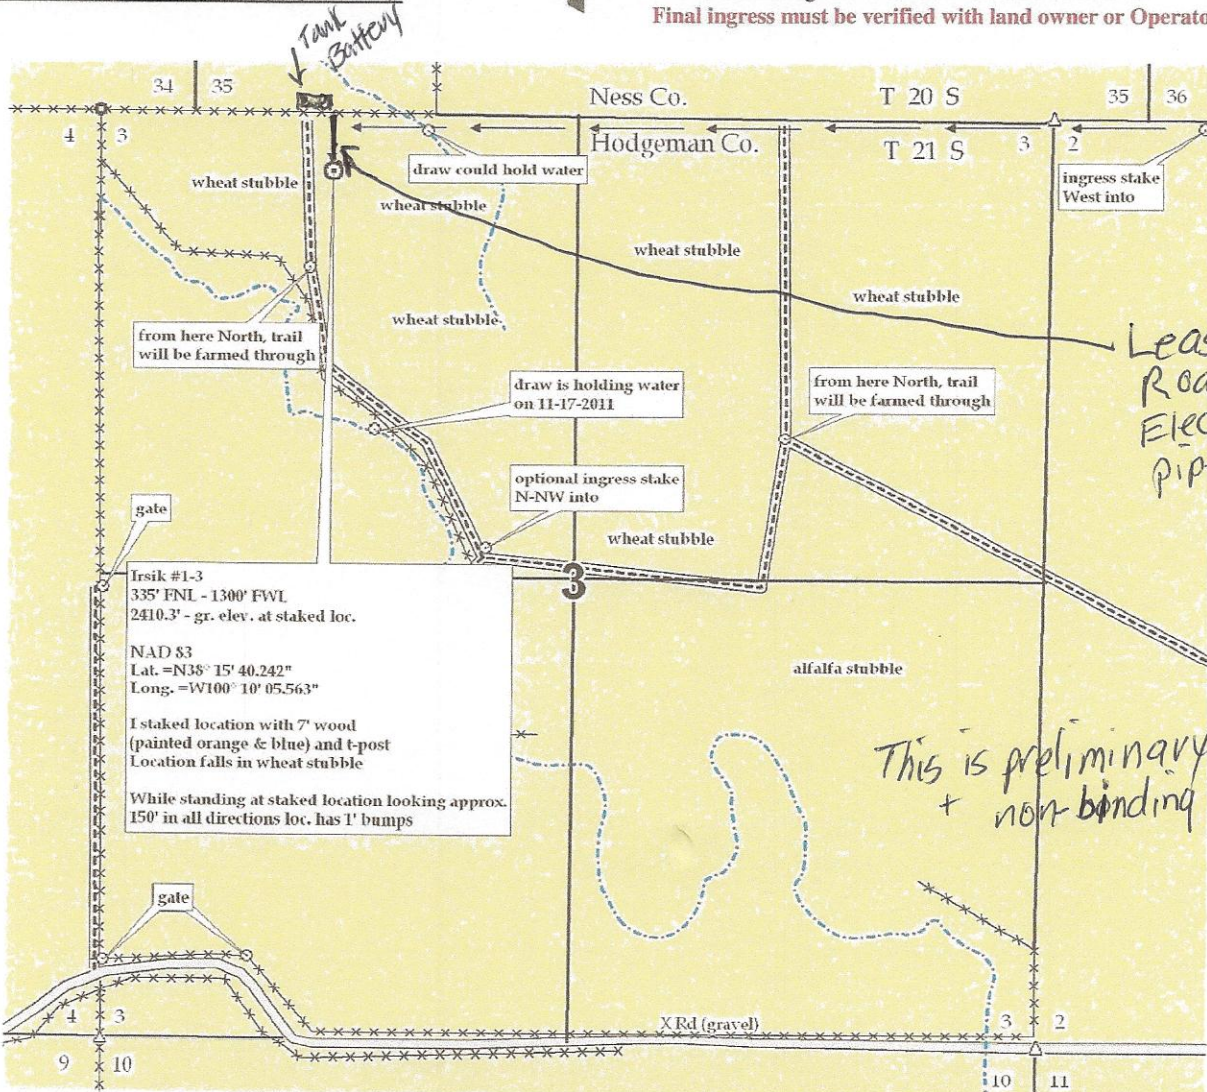 Final ingress must be verified with land owner or
Tank
Battery
34 35
Ness Co.
T 20 S
35 36
4 3
Hodgeman Co.
T 21 S
3 2
draw could hold water
ingress stake
West into
wheat stubble
wheat stubble
wheat stubble
wheat stubble
wheat stubble
from here North, trail
will be farmed through
draw is holding water
on 11-17-2011
from here North, trail
will be farmed through
optional ingress stake
N-NW into
gate
wheat stubble
3
Irsik #1-3
335' FNL - 1300' FWL
2410.3' - gr. elev. at staked loc.
NAD 83
Lat. =N38° 15' 40.242"
Long. =W100° 10' 05.563"
I staked location with 7' wood
(painted orange & blue) and t-post
Location falls in wheat stubble
While standing at staked location looking approx.
150' in all directions loc. has 1' bumps
alfalfa stubble
This is preliminary
+ non-binding
gate
4 3
X Rd (gravel)
3 2
9 10
10 11